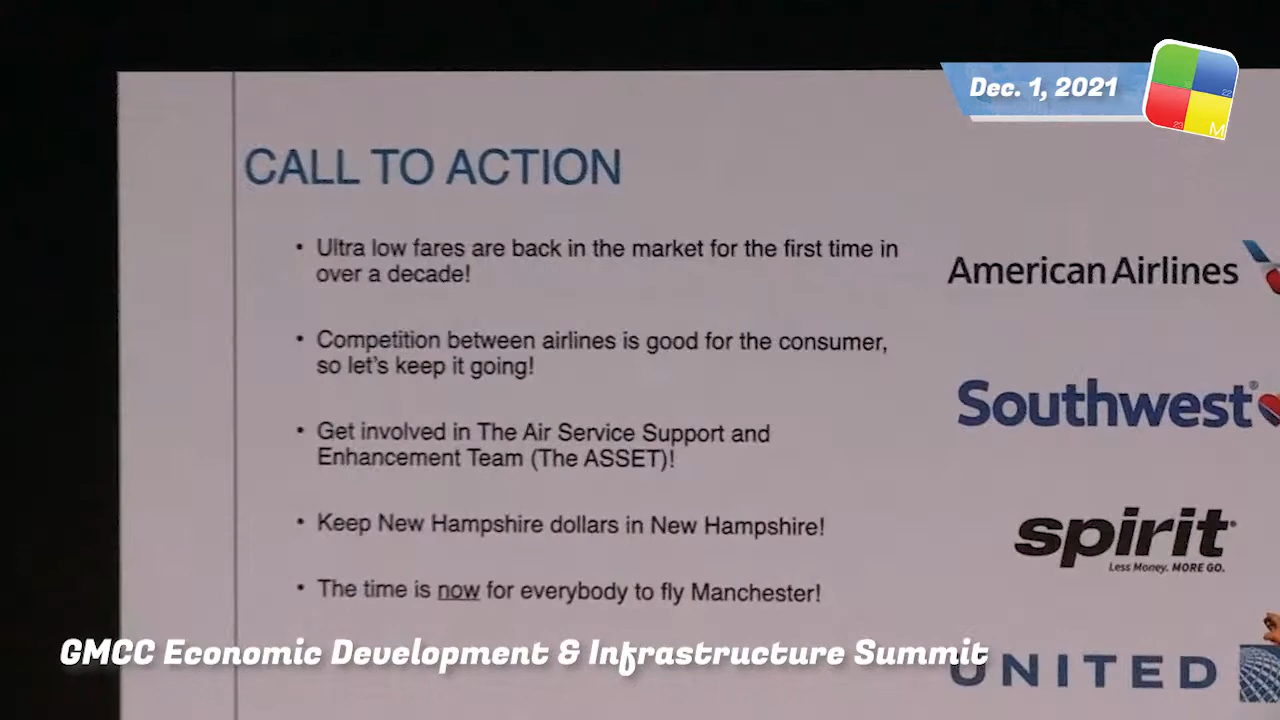 Dec. 1, 2021
22
23
M
CALL TO ACTION
• Ultra low fares are back in the market for the first time in
over a decade!
• Competition between airlines is good for the consumer,
so let's keep it going!
• Get involved in The Air Service Support and
Enhancement Team (The ASSET)!
• Keep New Hampshire dollars in New Hampshire!
• The time is now for everybody to fly Manchester!
American Airlines
Southwest®
spirit
Less Money. MORE GO.
UNITED
GMCC Economic Development & Infrastructure Summit